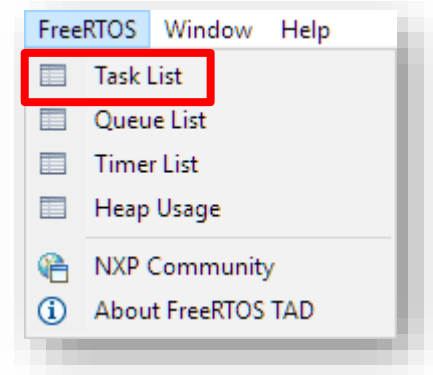 FreeRTOS Window Help
Task List
Queue List
Timer List
Heap Usage
NXP Community
About FreeRTOS TAD